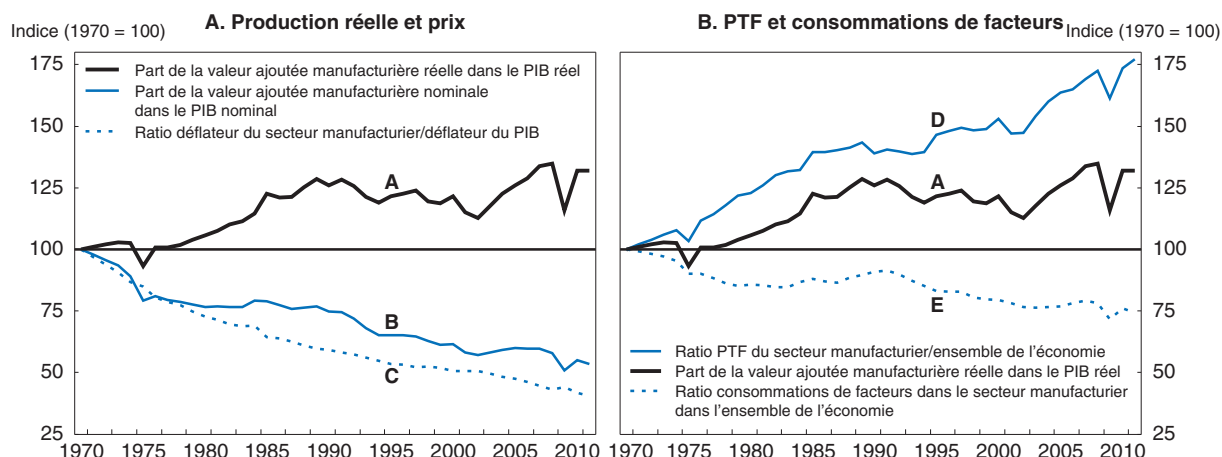 A. Production réelle et prix
Indice (1970 = 100)
175
150
125
100
75
50
25
Part de la valeur ajoutée manufacturière réelle dans le PIB réel
Part de la valeur ajoutée manufacturière nominale
dans le PIB nominal
Ratio déflateur du secteur manufacturier/déflateur du PIB
A
B
C
1970 1975 1980 1985 1990 1995 2000 2005 2010
B. PTF et consommations de facteurs
Indice (1970 = 100)
175
150
125
100
75
50
25
D
A
E
Ratio PTF du secteur manufacturier/ensemble de l'économie
Part de la valeur ajoutée manufacturière réelle dans le PIB réel
Ratio consommations de facteurs dans le secteur manufacturier
dans l'ensemble de l'économie
1970 1975 1980 1985 1990 1995 2000 2005 2010